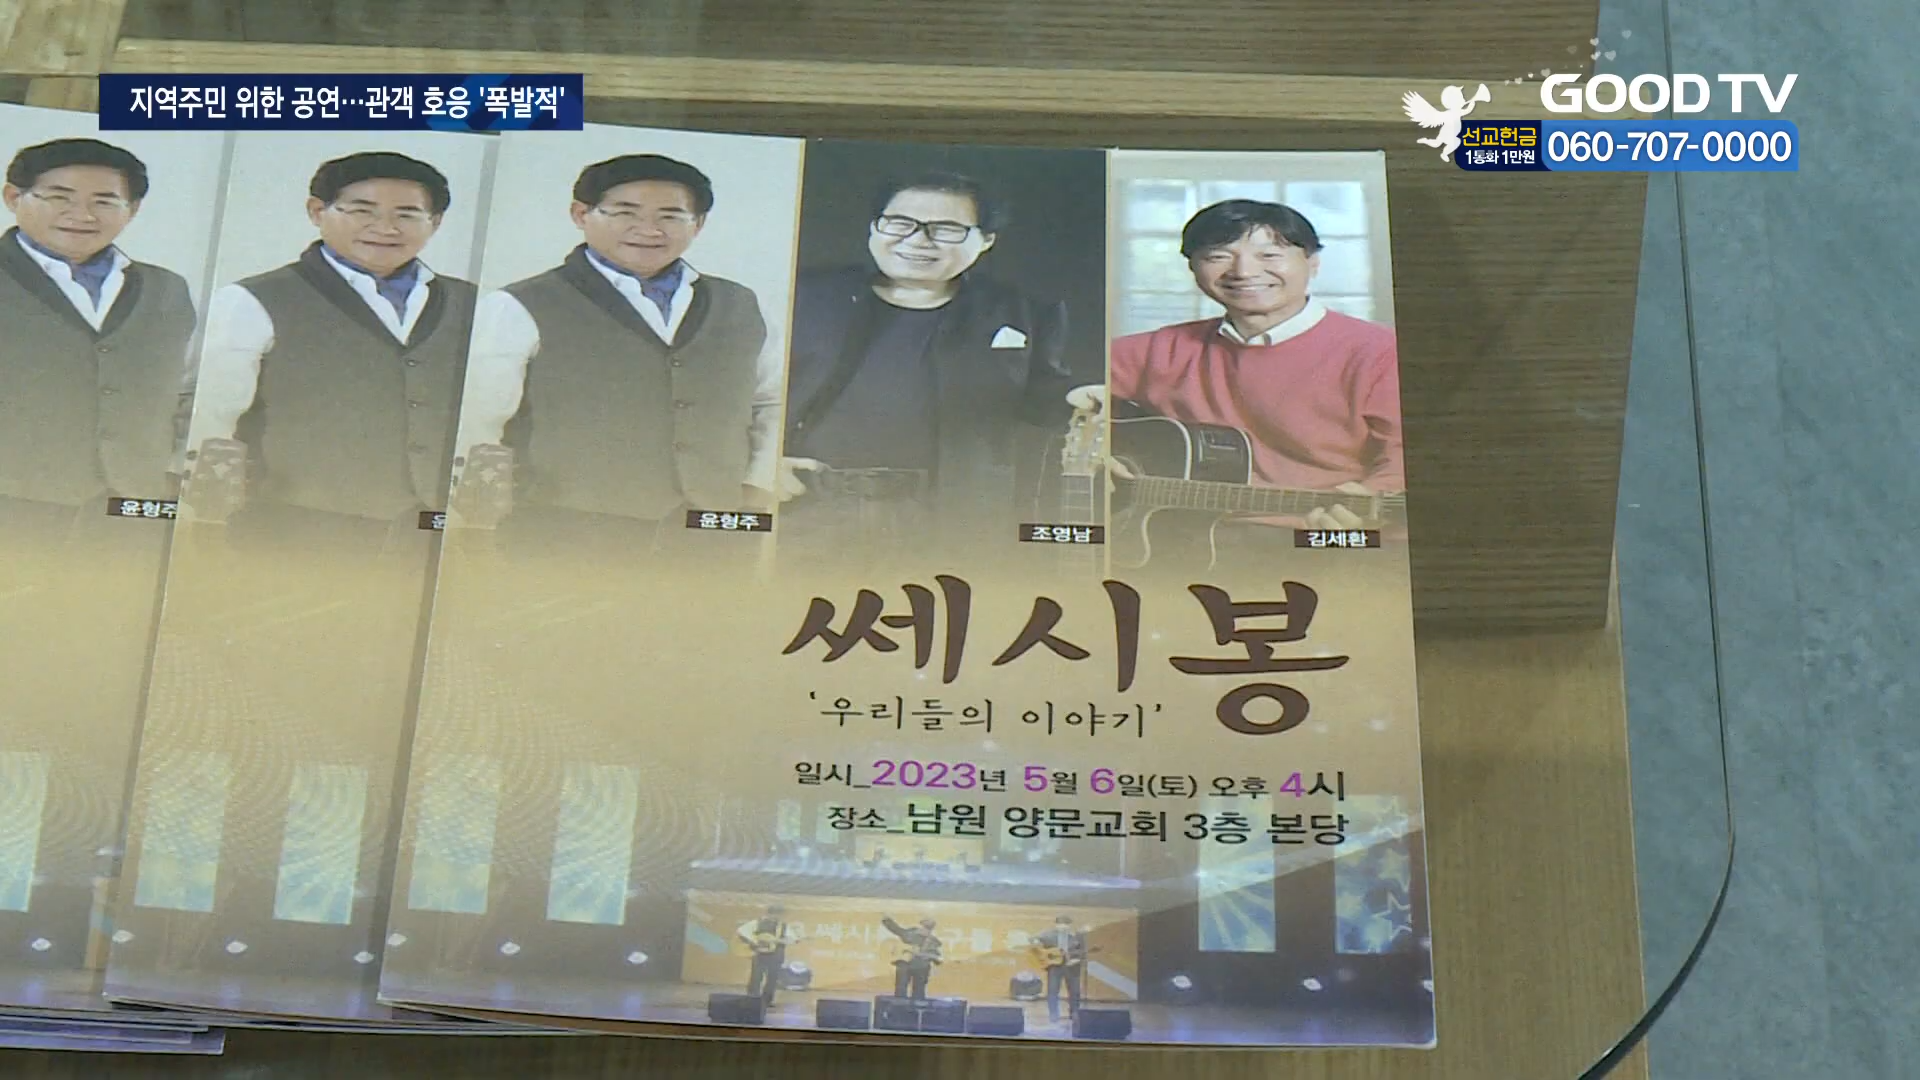 지역주민 위한 공연…관객 호응 '폭발적'
GOOD TV
선교헌금
1통화 1만원
060-707-0000
윤형주
윤형주
조영남
김세환
쎄시봉
'우리들의 이야기'
일시_2023년 5월 6일(토) 오후 4시
장소_남원 양문교회 3층 본당